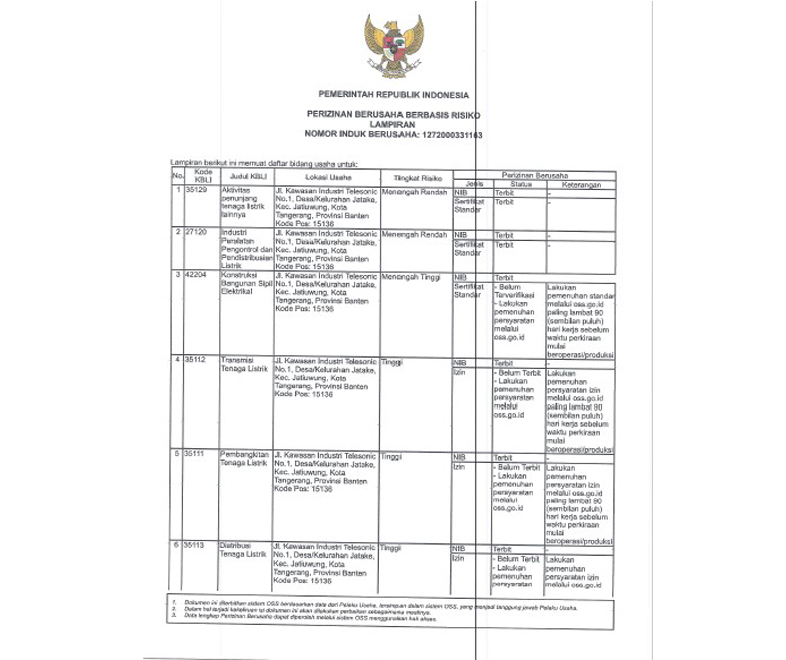 PEMERINTAH REPUBLIK INDONESIA
PERIZINAN BERUSAHA BERBASIS RISIKO
LAMPIRAN
NOMOR INDUK BERUSAHA: 1272000331163
Lampiran berikut ini memuat daftar bidang usaha untuk:
No. Kode KBLI Judul KBLI Lokasi Usaha Tingkat Risiko Perizinan Berusaha
Jenis Status Keterangan
1 35129 Aktivitas penunjang tenaga listrik lainnya Jl. Kawasan Industri Telesonic No.1, Desa/Kelurahan Jatake, Kec. Jatiuwung, Kota Tangerang, Provinsi Banten Kode Pos: 15136 Menengah Rendah NIB Terbit -
Sertifikat Standar Terbit -
2 27120 Industri Peralatan Pengontrol dan Pendistribusian Listrik Jl. Kawasan Industri Telesonic No.1, Desa/Kelurahan Jatake, Kec. Jatiuwung, Kota Tangerang, Provinsi Banten Kode Pos: 15136 Menengah Rendah NIB Terbit -
Sertifikat Standar Terbit -
3 42204 Konstruksi Bangunan Sipil Elektrikal Jl. Kawasan Industri Telesonic No.1, Desa/Kelurahan Jatake, Kec. Jatiuwung, Kota Tangerang, Provinsi Banten Kode Pos: 15136 Menengah Tinggi NIB Terbit
Sertifikat Standar - Belum Terverifikasi - Lakukan pemenuhan persyaratan melalui oss.go.id Lakukan pemenuhan standar melalui oss.go.id paling lambat 90 (sembilan puluh) hari kerja sebelum waktu perkiraan mulai beroperasi/produksi
4 35112 Transmisi Tenaga Listrik Jl. Kawasan Industri Telesonic No.1, Desa/Kelurahan Jatake, Kec. Jatiuwung, Kota Tangerang, Provinsi Banten Kode Pos: 15136 Tinggi NIB Terbit -
Izin - Belum Terbit - Lakukan pemenuhan persyaratan melalui oss.go.id Lakukan pemenuhan persyaratan izin melalui oss.go.id paling lambat 90 (sembilan puluh) hari kerja sebelum waktu perkiraan mulai beroperasi/produksi
5 35111 Pembangkitan Tenaga Listrik Jl. Kawasan Industri Telesonic No.1, Desa/Kelurahan Jatake, Kec. Jatiuwung, Kota Tangerang, Provinsi Banten Kode Pos: 15136 Tinggi NIB Terbit -
Izin - Belum Terbit - Lakukan pemenuhan persyaratan melalui oss.go.id Lakukan pemenuhan persyaratan izin melalui oss.go.id paling lambat 90 (sembilan puluh) hari kerja sebelum waktu perkiraan mulai beroperasi/produksi
6 35113 Distribusi Tenaga Listrik Jl. Kawasan Industri Telesonic No.1, Desa/Kelurahan Jatake, Kec. Jatiuwung, Kota Tangerang, Provinsi Banten Kode Pos: 15136 Tinggi NIB Terbit -
Izin - Belum Terbit - Lakukan pemenuhan persyaratan Lakukan pemenuhan persyaratan izin
1. Dokumen ini diterbitkan sistem OSS berdasarkan data dari Pelaku Usaha, tersimpan dalam sistem OSS, yang menjadi tanggung jawab Pelaku Usaha.
2. Dalam hal terjadi kekeliruan isi dokumen ini akan dilakukan perbaikan sebagaimana mestinya.
3. Data lengkap Perizinan Berusaha dapat diperoleh melalui sistem OSS menggunakan hak akses.